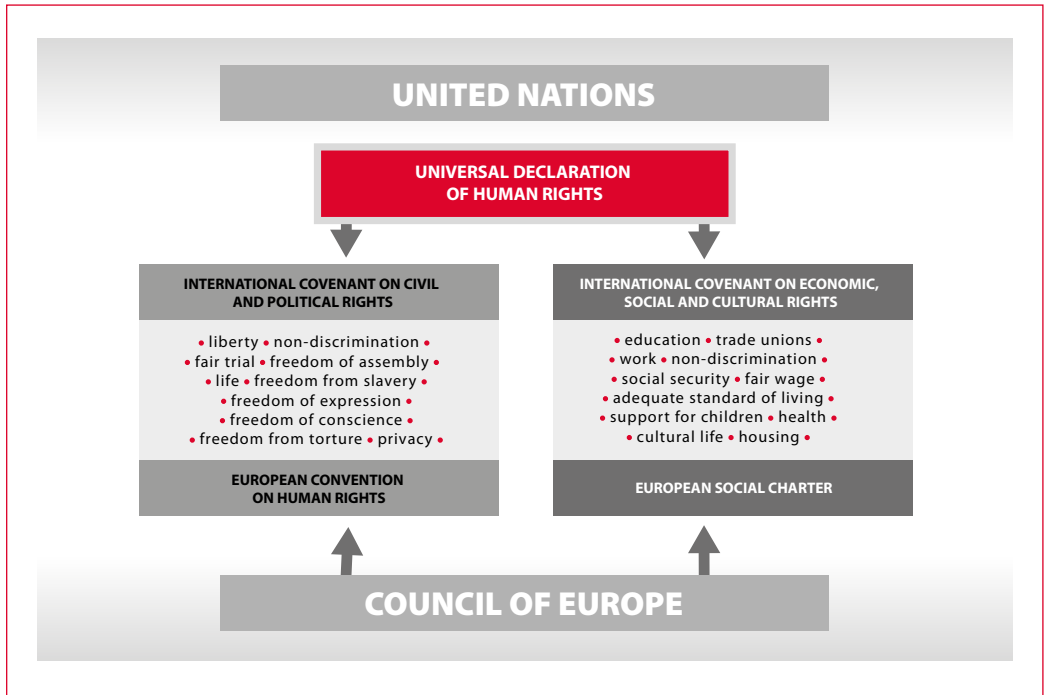 UNITED NATIONS
UNIVERSAL DECLARATION
OF HUMAN RIGHTS
INTERNATIONAL COVENANT ON CIVIL
AND POLITICAL RIGHTS
• liberty • non-discrimination •
• fair trial • freedom of assembly •
• life • freedom from slavery •
• freedom of expression •
• freedom of conscience •
• freedom from torture • privacy •
EUROPEAN CONVENTION
ON HUMAN RIGHTS
INTERNATIONAL COVENANT ON ECONOMIC,
SOCIAL AND CULTURAL RIGHTS
• education • trade unions •
• work • non-discrimination •
• social security • fair wage •
• adequate standard of living •
• support for children • health •
• cultural life • housing •
EUROPEAN SOCIAL CHARTER
COUNCIL OF EUROPE